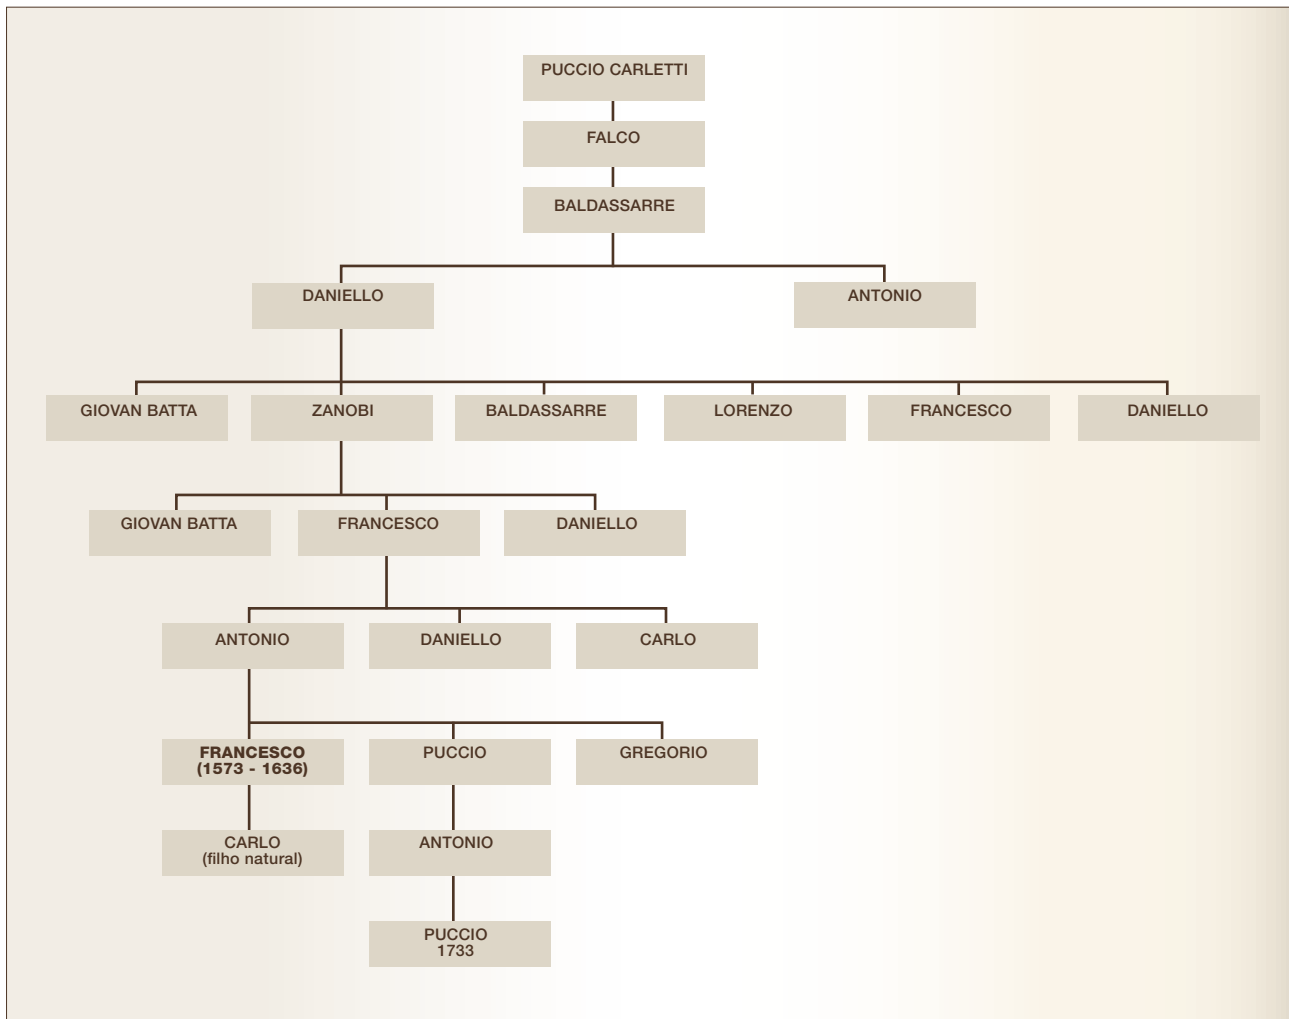 PUCCIO CARLETTI
FALCO
BALDASSARRE
DANIELLO
ANTONIO
GIOVAN BATTA
ZANOBI
BALDASSARRE
LORENZO
FRANCESCO
DANIELLO
GIOVAN BATTA
FRANCESCO
DANIELLO
ANTONIO
DANIELLO
CARLO
FRANCESCO
(1573 - 1636)
PUCCIO
GREGORIO
CARLO
(filho natural)
ANTONIO
PUCCIO
1733